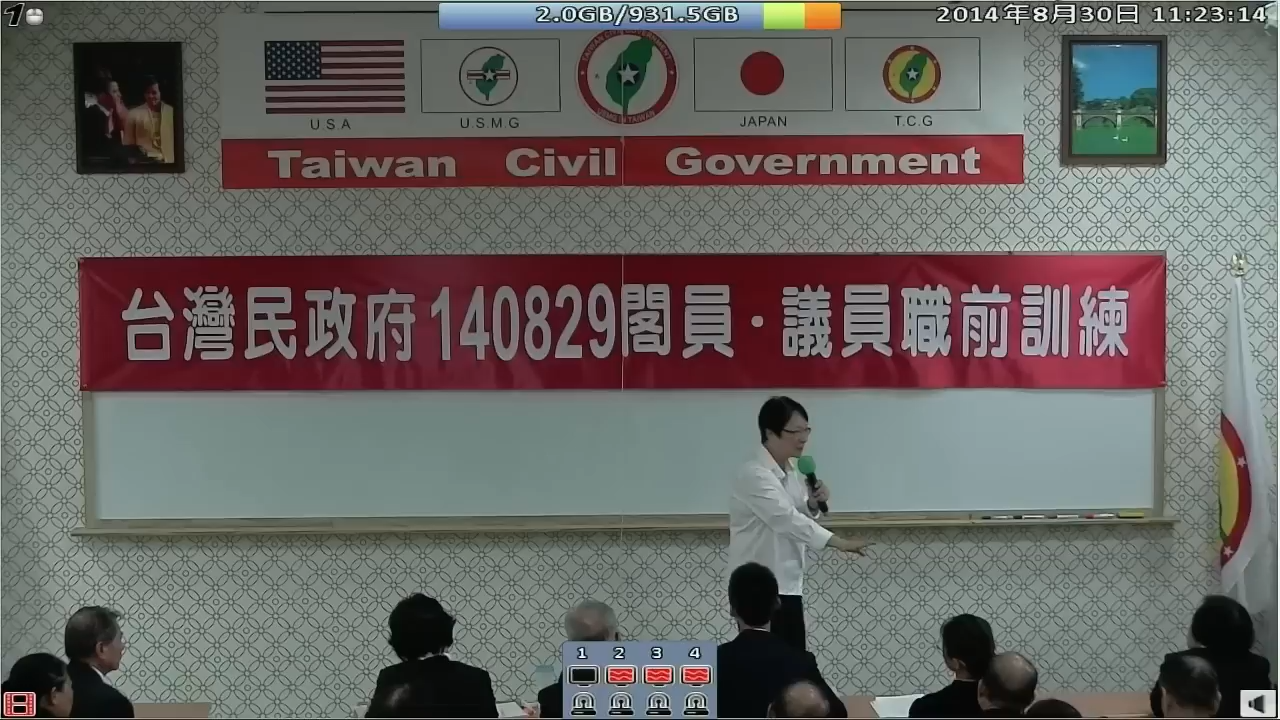 1
2.0GB/931.5GB
2014年8月30日 11:23:14
U.S.A
U.S.M.G
JAPAN
T.C.G
Taiwan Civil Government
台灣民政府140829閣員·議員職前訓練
1 2 3 4